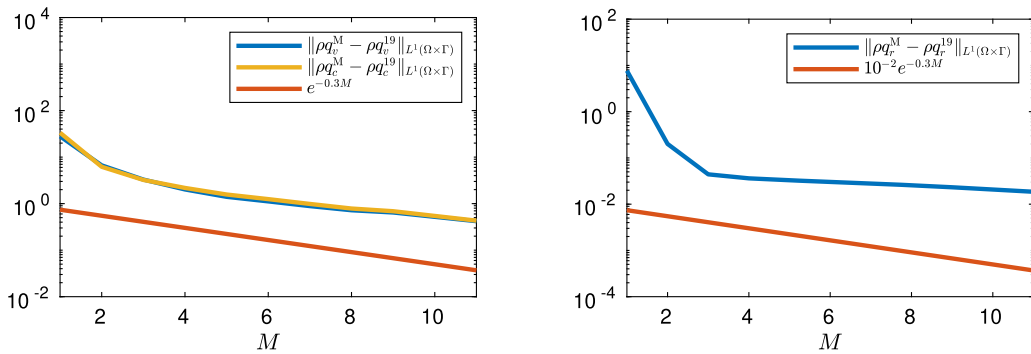 10^4
10^2
10^0
10^{-2}
2 4 6 8 10
M
‖ρq_v^M − ρq_v^{19}‖_{L^1(Ω×Γ)}
‖ρq_c^M − ρq_c^{19}‖_{L^1(Ω×Γ)}
e^{−0.3M}
10^2
10^0
10^{-2}
10^{-4}
2 4 6 8 10
M
‖ρq_r^M − ρq_r^{19}‖_{L^1(Ω×Γ)}
10^{−2}e^{−0.3M}